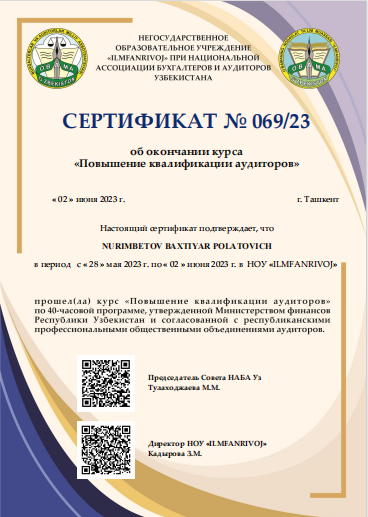 НЕГОСУДАРСТВЕННОЕ
ОБРАЗОВАТЕЛЬНОЕ УЧРЕЖДЕНИЕ
«ILMFANRIVOJ» ПРИ НАЦИОНАЛЬНОЙ
АССОЦИАЦИИ БУХГАЛТЕРОВ И АУДИТОРОВ
УЗБЕКИСТАНА
СЕРТИФИКАТ № 069/23
об окончании курса
«Повышение квалификации аудиторов»
« 02 » июня 2023 г. г. Ташкент
Настоящий сертификат подтверждает, что
NURIMBETOV BAXTIYAR POLATOVICH
в период с « 28 » мая 2023 г. по « 02 » июня 2023 г. в НОУ «ILMFANRIVOJ»
прошел(ла) курс «Повышение квалификации аудиторов»
по 40-часовой программе, утвержденной Министерством финансов
Республики Узбекистан и согласованной с республиканскими
профессиональными общественными объединениями аудиторов.
Председатель Совета НАБА Уз
Тулаходжаева М.М.
Директор НОУ «ILMFANRIVOJ»
Кадырова З.М.